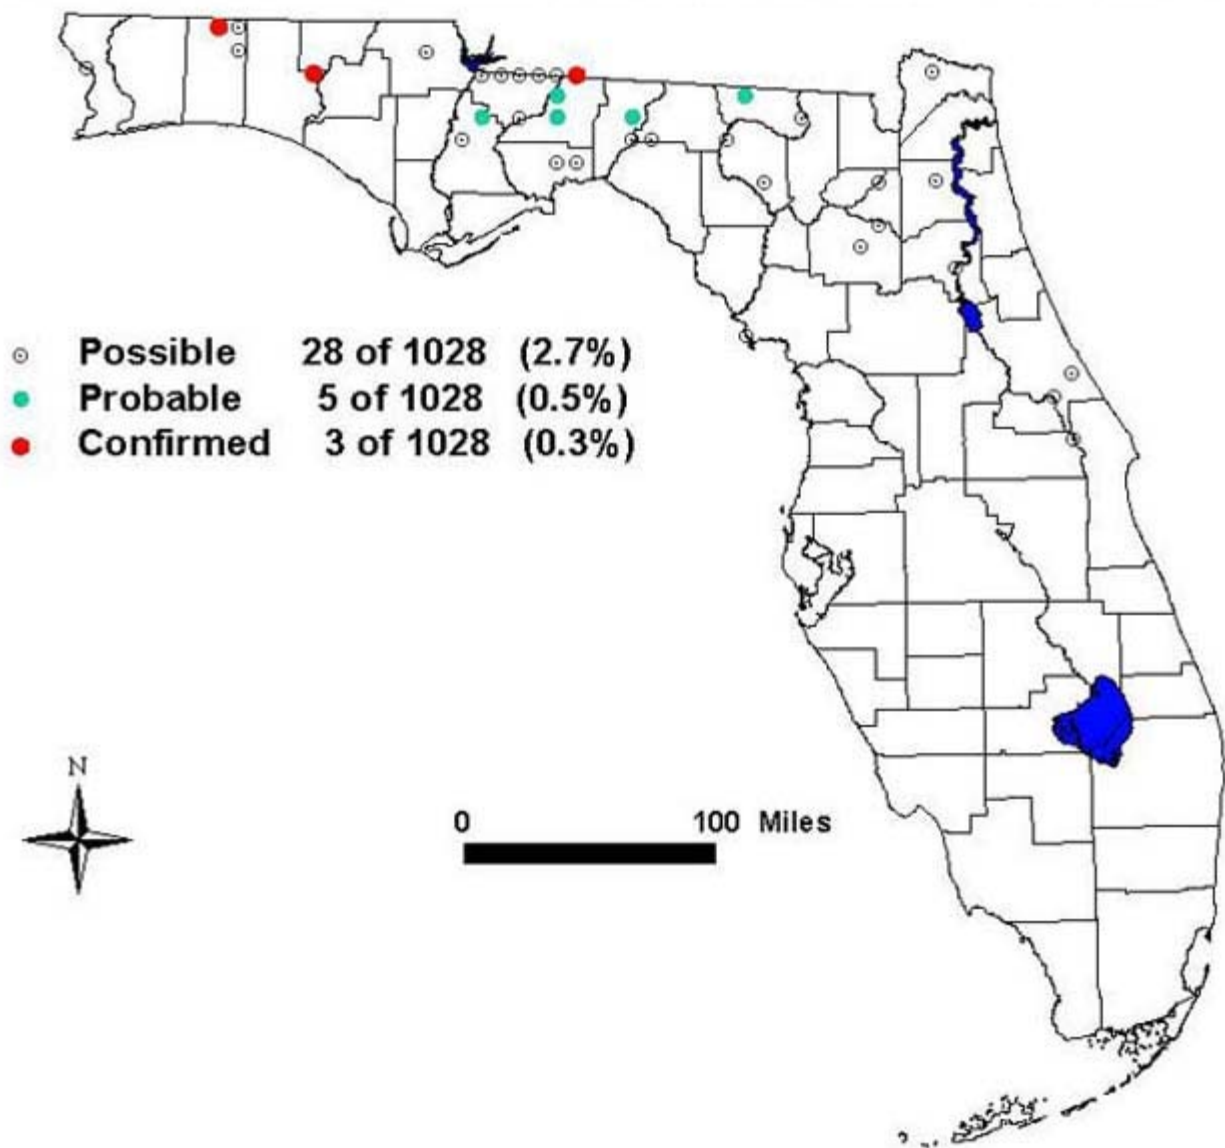 Possible 28 of 1028 (2.7%)
Probable 5 of 1028 (0.5%)
Confirmed 3 of 1028 (0.3%)
N
0 100 Miles